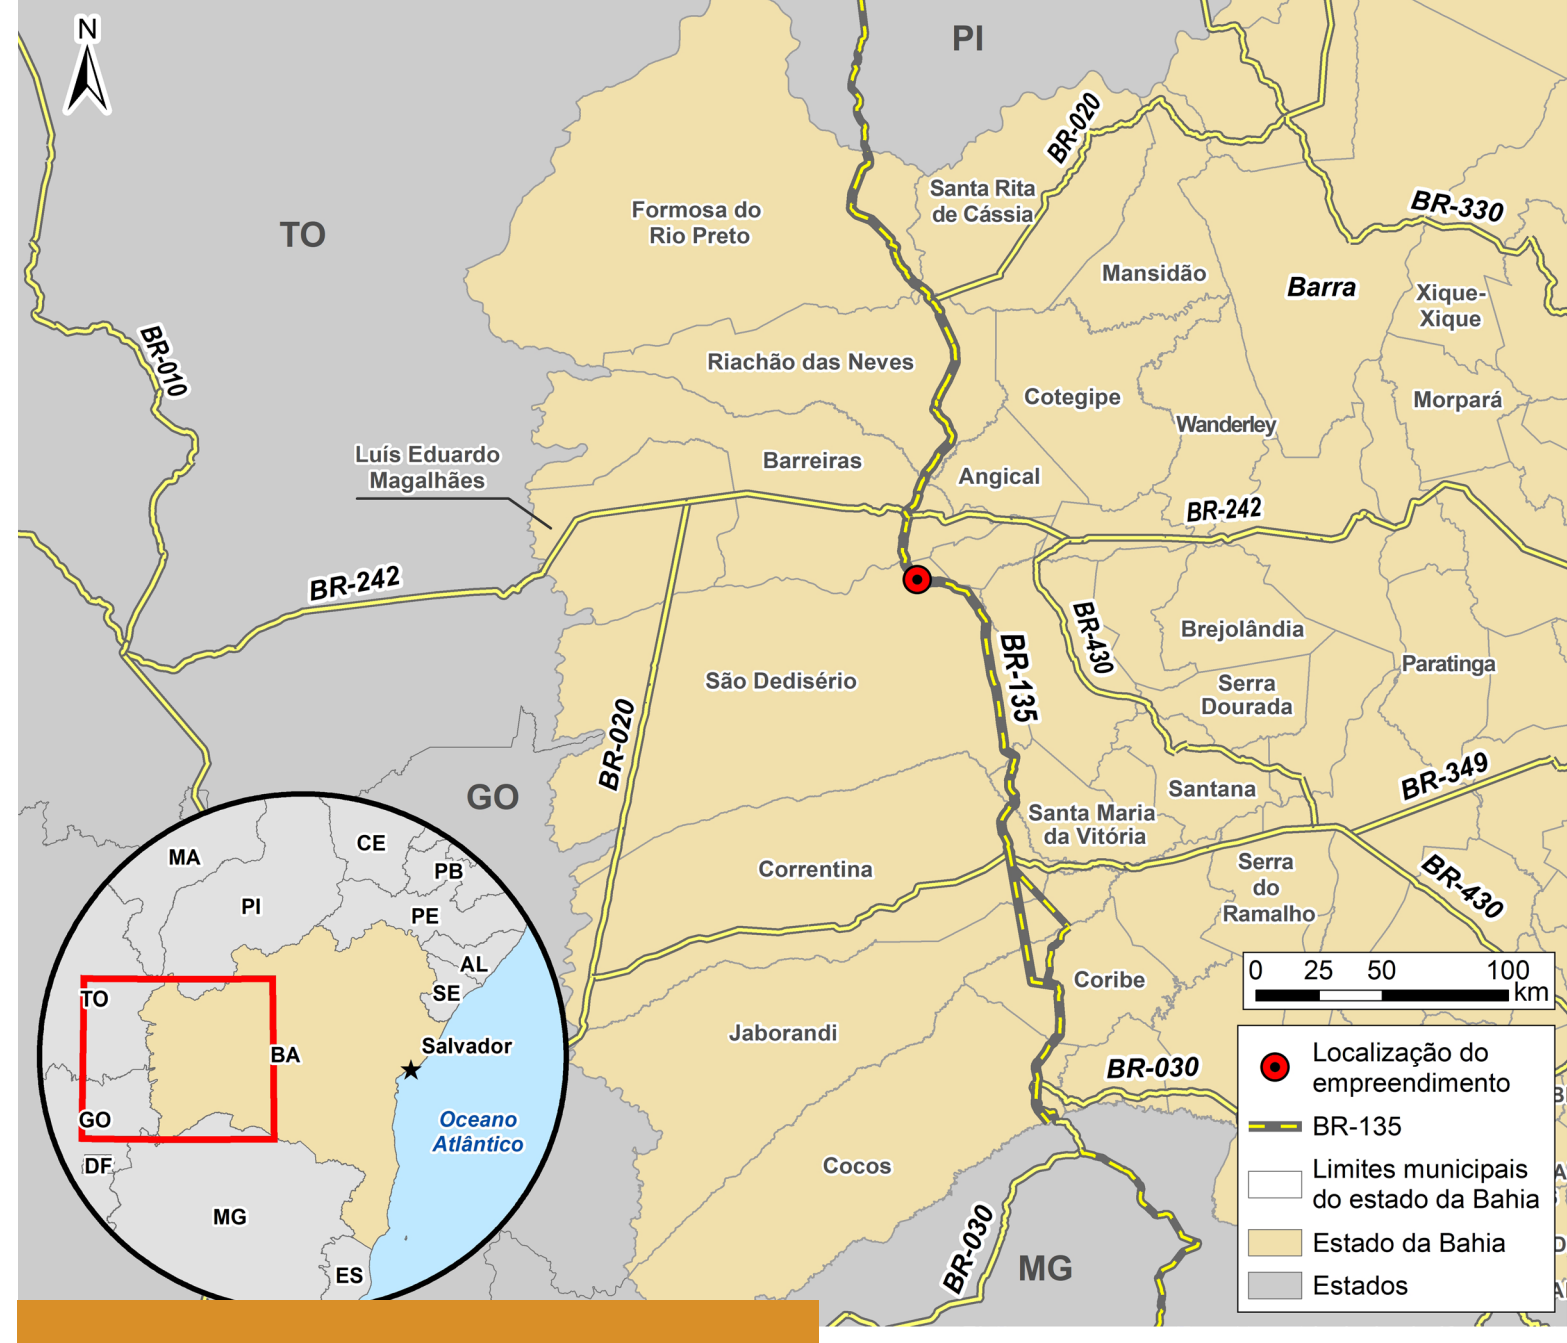 N
PI
BR-020
Santa Rita
de Cássia
Formosa do
Rio Preto
BR-330
TO
Mansidão
Barra
Xique-
Xique
BR-010
Riachão das Neves
Cotegipe
Morpará
Wanderley
Luís Eduardo
Magalhães
Barreiras
Angical
BR-242
BR-242
BR-430
Brejolândia
BR-135
Paratinga
São Dedisério
Serra
Dourada
BR-020
GO
BR-349
Santana
Santa Maria
da Vitória
Correntina
Serra
do
Ramalho
BR-430
Coribe
Jaborandi
BR-030
Cocos
BR-030
MG
MA
CE
PB
PI
PE
AL
SE
TO
Salvador
BA
GO
Oceano
Atlântico
DF
MG
ES
0 25 50 100
km
Localização do
empreendimento
BR-135
Limites municipais
do estado da Bahia
Estado da Bahia
Estados